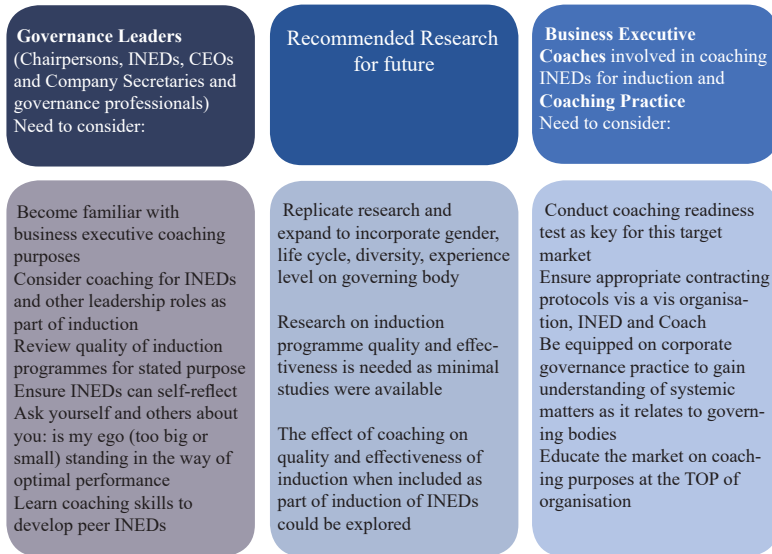 Governance Leaders
(Chairpersons, INEDs, CEOs
and Company Secretaries and
governance professionals)
Need to consider:
Become familiar with
business executive coaching
purposes
Consider coaching for INEDs
and other leadership roles as
part of induction
Review quality of induction
programmes for stated purpose
Ensure INEDs can self-reflect
Ask yourself and others about
you: is my ego (too big or
small) standing in the way of
optimal performance
Learn coaching skills to
develop peer INEDs
Recommended Research
for future
Replicate research and
expand to incorporate gender,
life cycle, diversity, experience
level on governing body
Research on induction
programme quality and effec-
tiveness is needed as minimal
studies were available
The effect of coaching on
quality and effectiveness of
induction when included as
part of induction of INEDs
could be explored
Business Executive
Coaches involved in coaching
INEDs for induction and
Coaching Practice
Need to consider:
Conduct coaching readiness
test as key for this target
market
Ensure appropriate contracting
protocols vis a vis organisa-
tion, INED and Coach
Be equipped on corporate
governance practice to gain
understanding of systemic
matters as it relates to govern-
ing bodies
Educate the market on coach-
ing purposes at the TOP of
organisation